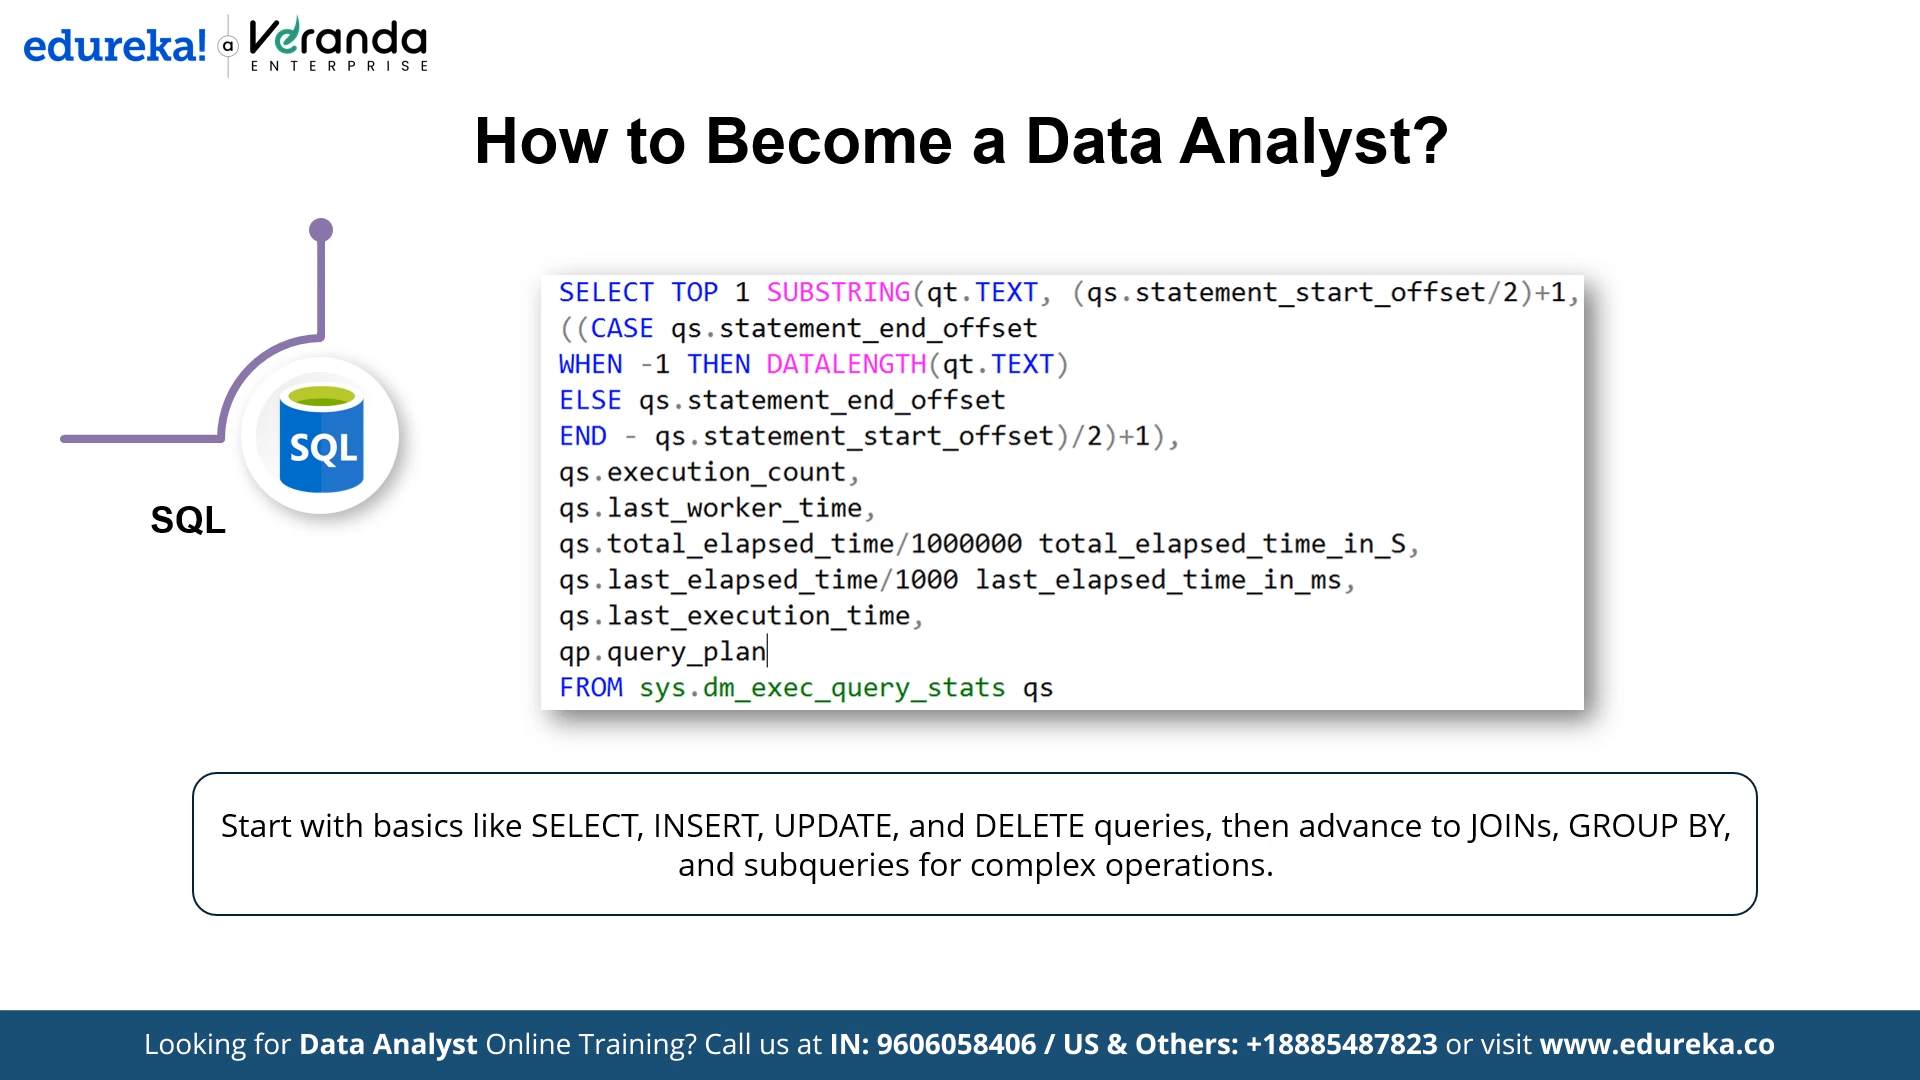 edureka! a Veranda
ENTERPRISE
How to Become a Data Analyst?
SQL
SQL
SELECT TOP 1 SUBSTRING(qt.TEXT, (qs.statement_start_offset/2)+1,
((CASE qs.statement_end_offset
WHEN -1 THEN DATALENGTH(qt.TEXT)
ELSE qs.statement_end_offset
END - qs.statement_start_offset)/2)+1),
qs.execution_count,
qs.last_worker_time,
qs.total_elapsed_time/1000000 total_elapsed_time_in_S,
qs.last_elapsed_time/1000 last_elapsed_time_in_ms,
qs.last_execution_time,
qp.query_plan
FROM sys.dm_exec_query_stats qs
Start with basics like SELECT, INSERT, UPDATE, and DELETE queries, then advance to JOINs, GROUP BY,
and subqueries for complex operations.
Looking for Data Analyst Online Training? Call us at IN: 9606058406 / US & Others: +18885487823 or visit www.edureka.co